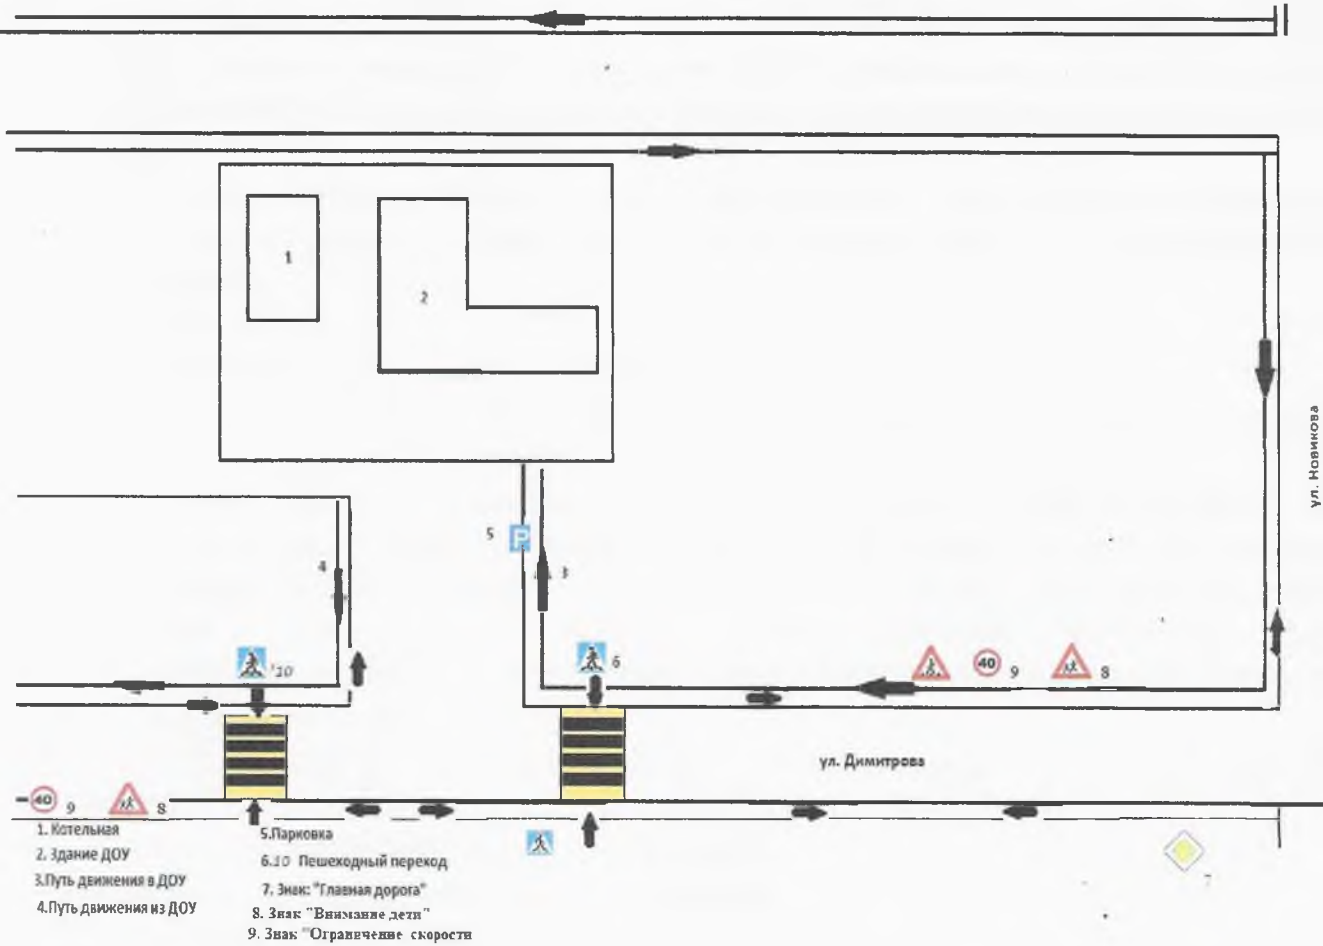 1
2
ул. Новикова
5 P
4
3
10
6
40 9
8
ул. Димитрова
40 9
8
7
1. Котельная
2. Здание ДОУ
3.Путь движения в ДОУ
4.Путь движения из ДОУ
5.Парковка
6.10 Пешеходный переход
7. Знак: "Главная дорога"
8. Знак "Внимание дети"
9. Знак "Ограничение скорости